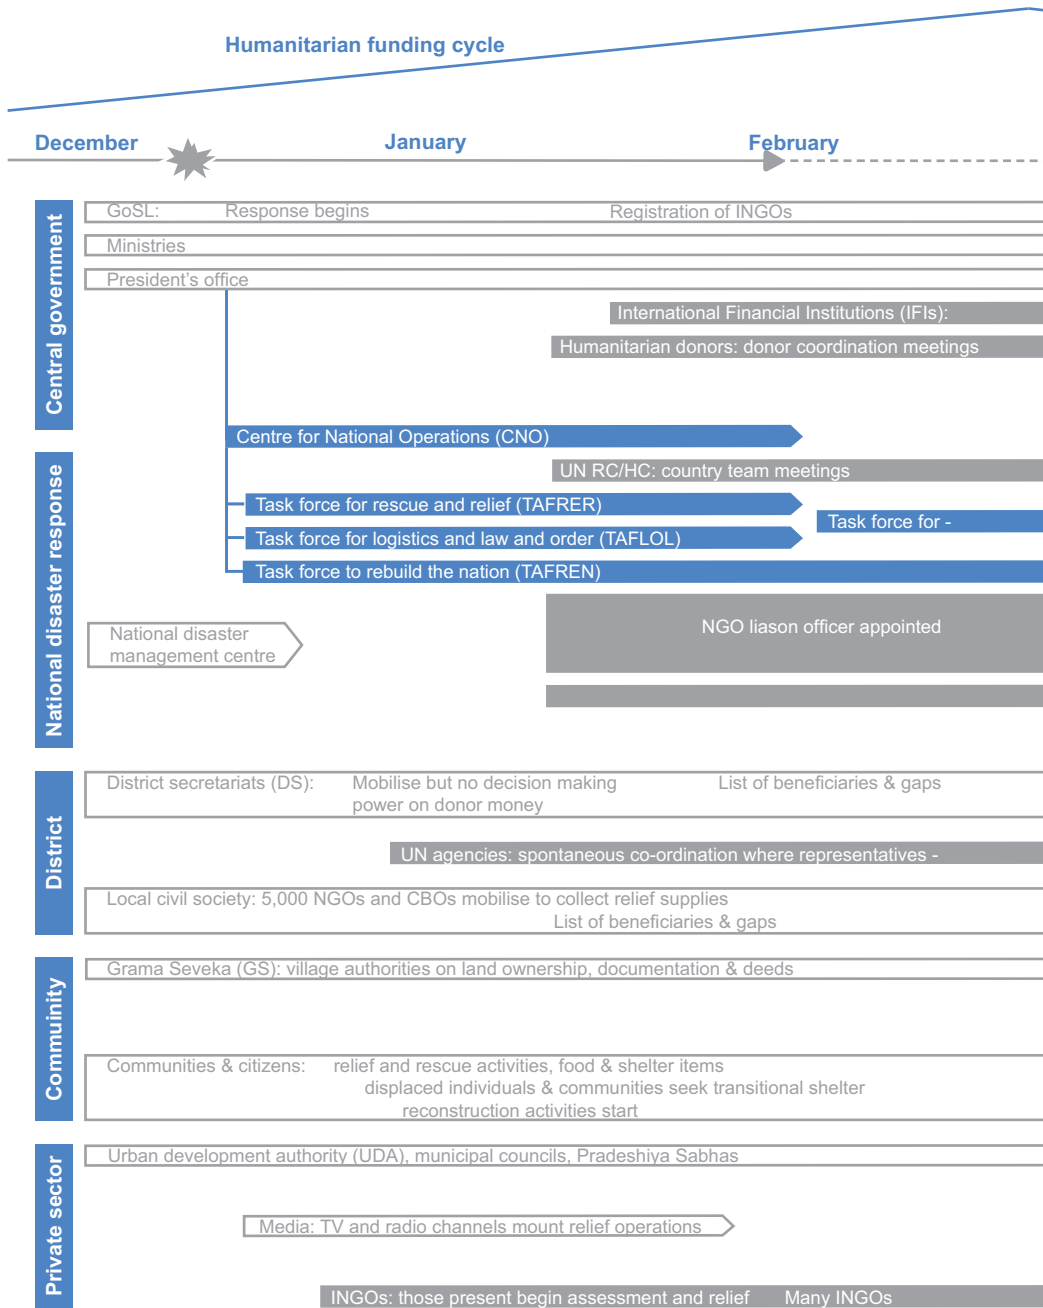 Humanitarian funding cycle
December
January
February
Central government
GoSL: Response begins Registration of INGOs
Ministries
President's office
International Financial Institutions (IFIs):
Humanitarian donors: donor coordination meetings
Centre for National Operations (CNO)
National disaster response
UN RC/HC: country team meetings
Task force for rescue and relief (TAFRER)
Task force for -
Task force for logistics and law and order (TAFLOL)
Task force to rebuild the nation (TAFREN)
NGO liason officer appointed
National disaster
management centre
District
District secretariats (DS): Mobilise but no decision making List of beneficiaries & gaps
power on donor money
UN agencies: spontaneous co-ordination where representatives -
Local civil society: 5,000 NGOs and CBOs mobilise to collect relief supplies
List of beneficiaries & gaps
Commuinity
Grama Seveka (GS): village authorities on land ownership, documentation & deeds
Communities & citizens: relief and rescue activities, food & shelter items
displaced individuals & communities seek transitional shelter
reconstruction activities start
Private sector
Urban development authority (UDA), municipal councils, Pradeshiya Sabhas
Media: TV and radio channels mount relief operations
INGOs: those present begin assessment and relief Many INGOs